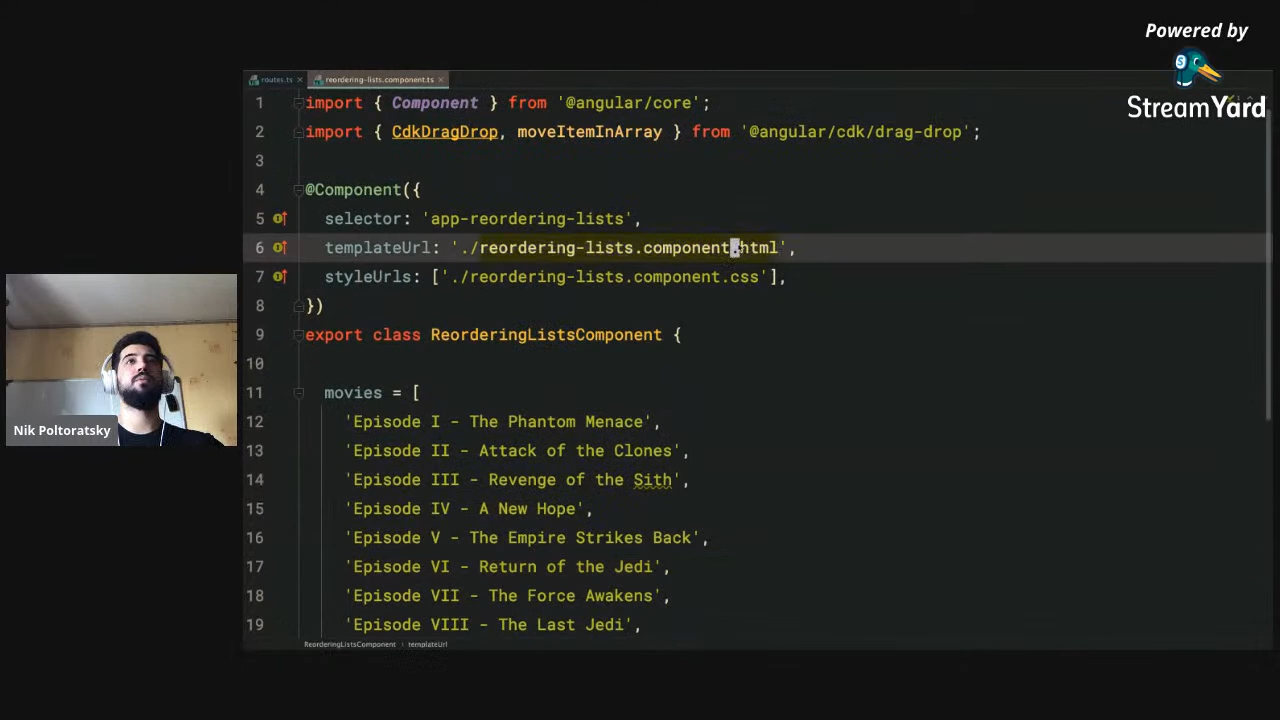 Powered by
StreamYard
routes.ts
reordering-lists.component.ts
1 import { Component } from '@angular/core';
2 import { CdkDragDrop, moveItemInArray } from '@angular/cdk/drag-drop';
3
4 @Component({
5 selector: 'app-reordering-lists',
6 templateUrl: './reordering-lists.component.html',
7 styleUrls: ['./reordering-lists.component.css'],
8 })
9 export class ReorderingListsComponent {
10
11 movies = [
12 'Episode I - The Phantom Menace',
13 'Episode II - Attack of the Clones',
14 'Episode III - Revenge of the Sith',
15 'Episode IV - A New Hope',
16 'Episode V - The Empire Strikes Back',
17 'Episode VI - Return of the Jedi',
18 'Episode VII - The Force Awakens',
19 'Episode VIII - The Last Jedi',
ReorderingListsComponent › templateUrl
Nik Poltoratsky